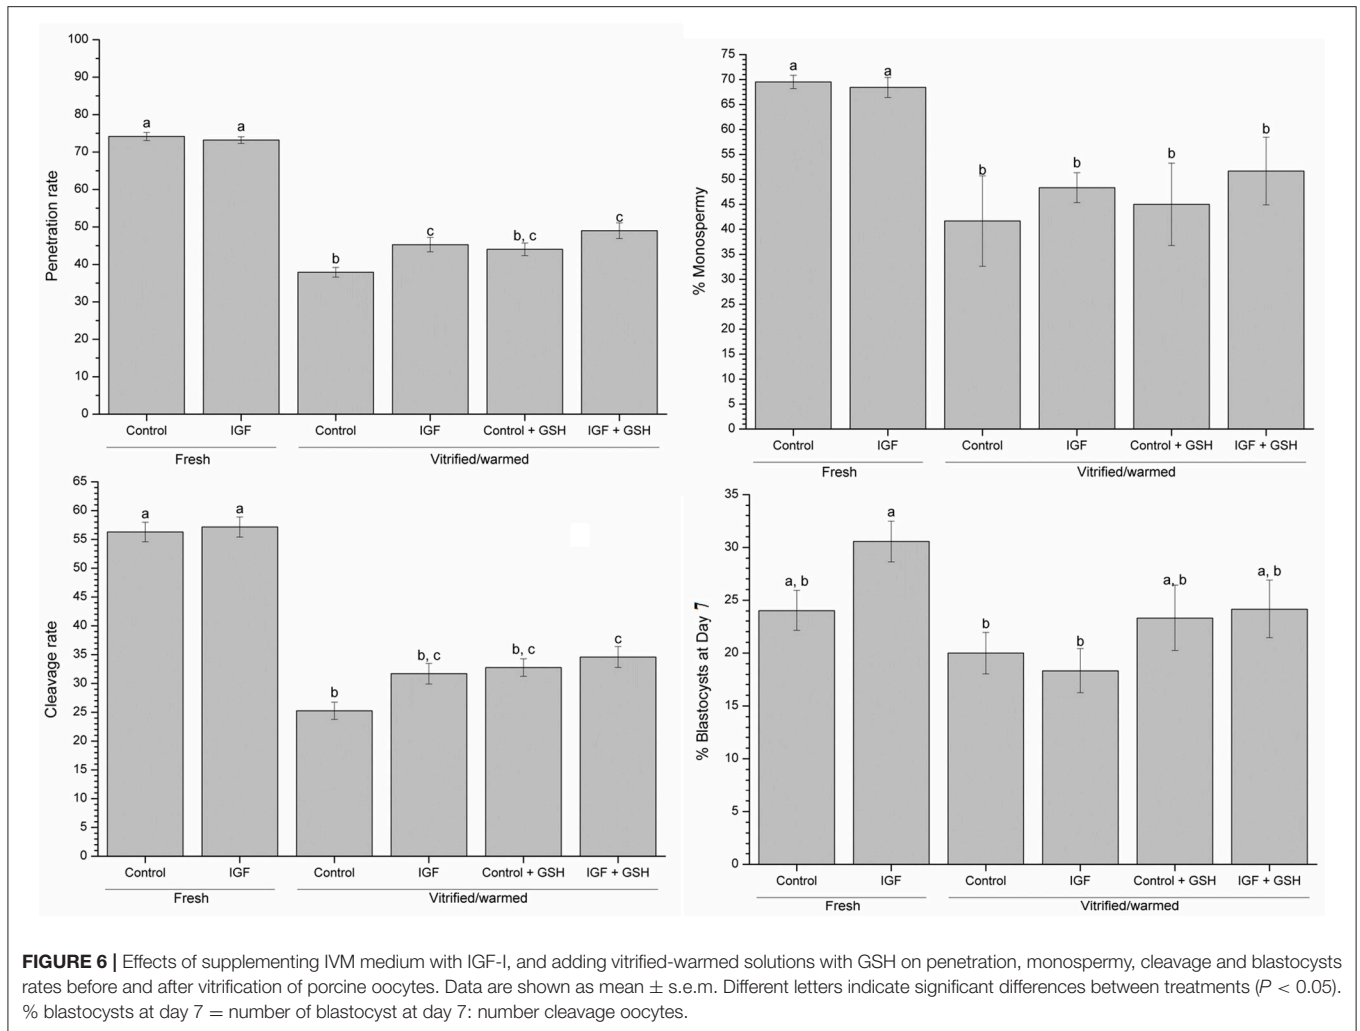 100
90
80
70
60
50
40
30
20
10
0
Penetration rate
a
a
b
c
b, c
c
Control
IGF
Control
IGF
Control + GSH
IGF + GSH
Fresh
Vitrified/warmed
75
70
65
60
55
50
45
40
35
30
25
20
15
10
5
0
% Monospermy
a
a
b
b
b
b
Control
IGF
Control
IGF
Control + GSH
IGF + GSH
Fresh
Vitrified/warmed
65
60
55
50
45
40
35
30
25
20
15
10
5
0
Cleavage rate
a
a
b
b, c
b, c
c
Control
IGF
Control
IGF
Control + GSH
IGF + GSH
Fresh
Vitrified/warmed
35
30
25
20
15
10
5
0
% Blastocysts at Day 7
a, b
a
b
b
a, b
a, b
Control
IGF
Control
IGF
Control + GSH
IGF + GSH
Fresh
Vitrified/warmed
FIGURE 6 | Effects of supplementing IVM medium with IGF-I, and adding vitrified-warmed solutions with GSH on penetration, monospermy, cleavage and blastocysts
rates before and after vitrification of porcine oocytes. Data are shown as mean ± s.e.m. Different letters indicate significant differences between treatments (P < 0.05).
% blastocysts at day 7 = number of blastocyst at day 7: number cleavage oocytes.